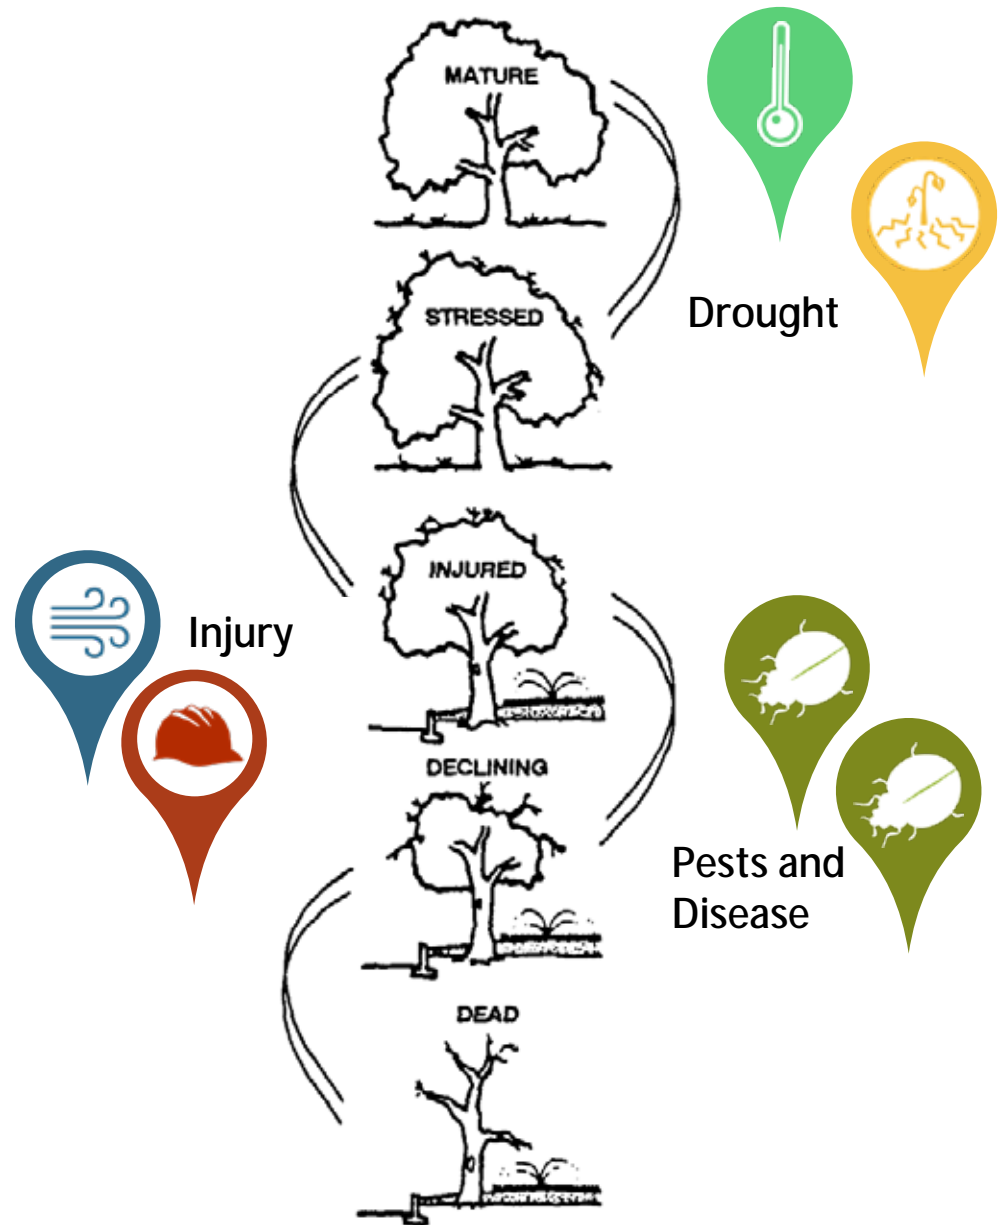 MATURE
Drought
STRESSED
INJURED
Injury
DECLINING
Pests and
Disease
DEAD